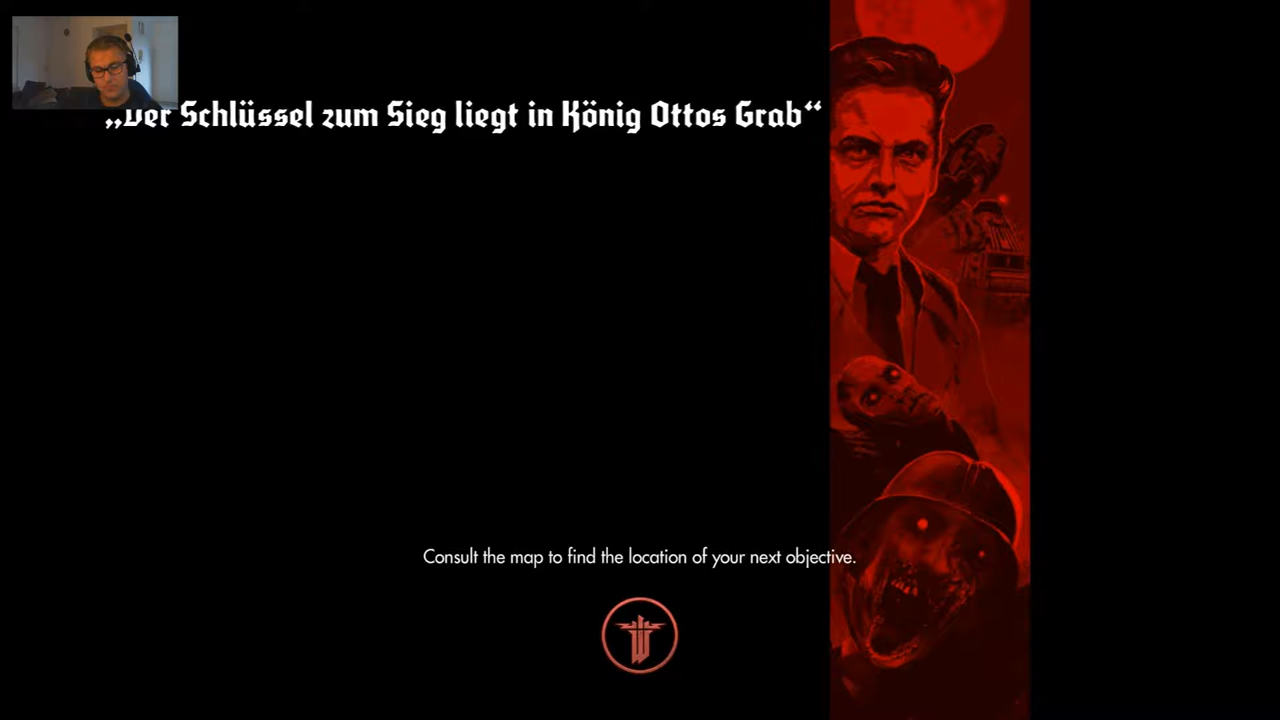 „Der Schlüssel zum Sieg liegt in König Ottos Grab“
Consult the map to find the location of your next objective.